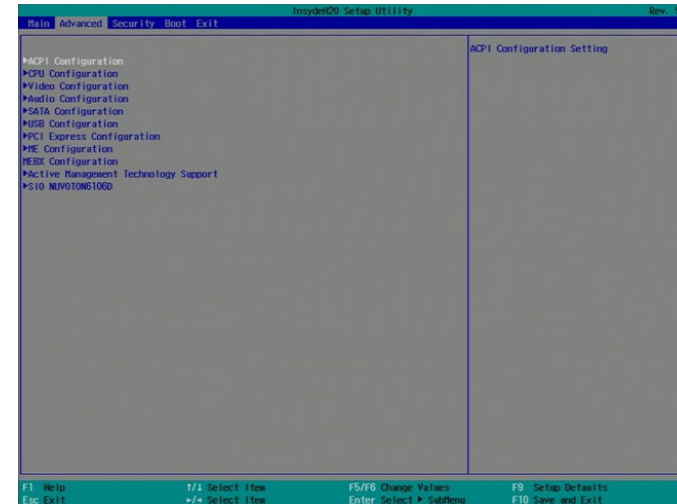 InsydeH20 Setup Utility Rev.
Main Advanced Security Boot Exit
ACPI Configuration Setting
▶ACPI Configuration
▶CPU Configuration
▶Video Configuration
▶Audio Configuration
▶SATA Configuration
▶USB Configuration
▶PCI Express Configuration
▶ME Configuration
MEBX Configuration
▶Active Management Technology Support
▶SIO NUVOTON6106D
F1 Help ↑/↓ Select Item F5/F6 Change Values F9 Setup Defaults
Esc Exit ←/→ Select Item Enter Select ▶ SubMenu F10 Save and Exit